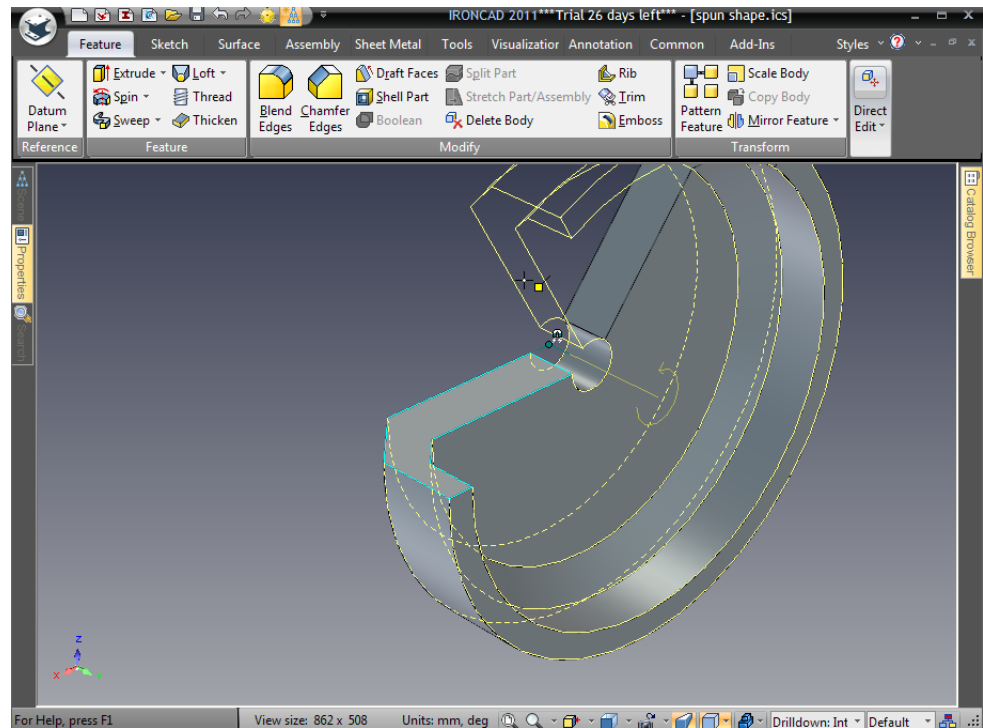 IRONCAD 2011***Trial 26 days left*** - [spun shape.ics]
Feature Sketch Surface Assembly Sheet Metal Tools Visualization Annotation Common Add-Ins Styles
Extrude Loft Draft Faces Split Part Rib Scale Body
Spin Thread Shell Part Stretch Part/Assembly Trim Copy Body
Datum Plane Sweep Thicken Blend Edges Chamfer Edges Boolean Delete Body Emboss Pattern Feature Mirror Feature Direct Edit
Reference Feature Modify Transform
Scene
Properties
Search
Catalog Browser
z
x
For Help, press F1 View size: 862 x 508 Units: mm, deg Drilldown: Int Default